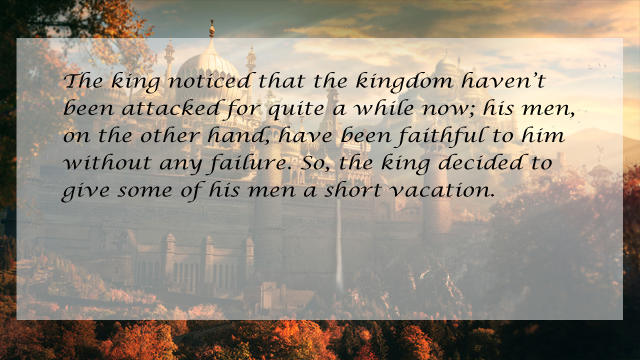 The king noticed that the kingdom haven't
been attacked for quite a while now; his men,
on the other hand, have been faithful to him
without any failure. So, the king decided to
give some of his men a short vacation.